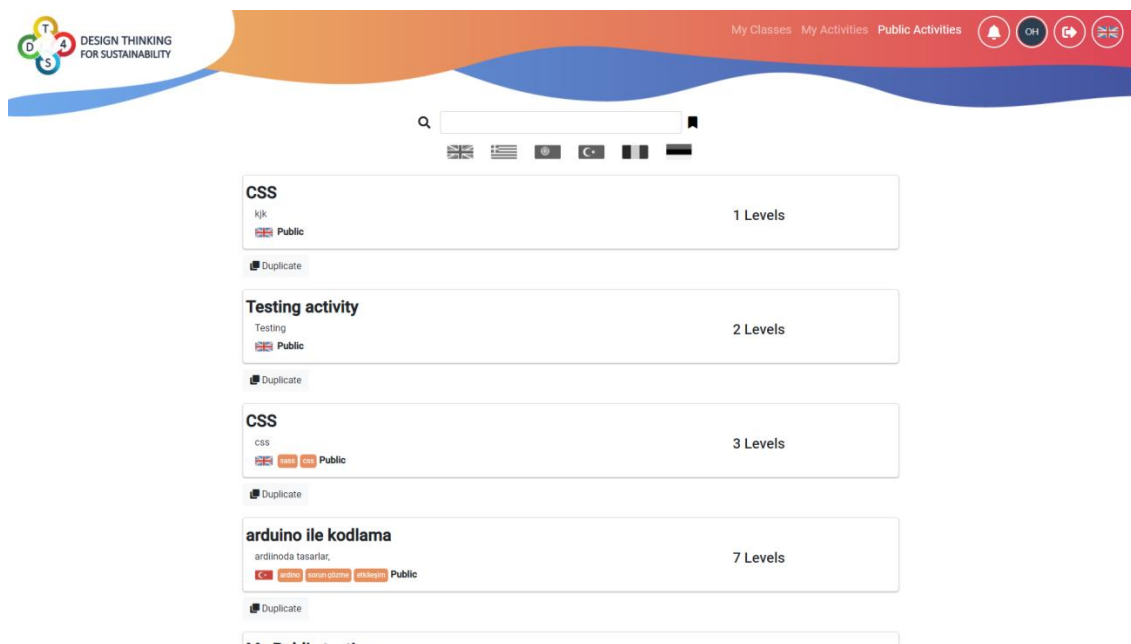 T
D 4
S
DESIGN THINKING
FOR SUSTAINABILITY
My Classes My Activities Public Activities
OH
CSS
kjk
Public
1 Levels
Duplicate
Testing activity
Testing
Public
2 Levels
Duplicate
CSS
css
sass css Public
3 Levels
Duplicate
arduino ile kodlama
ardiinoda tasarlar,
ardino sorun çözme etkileşim Public
7 Levels
Duplicate